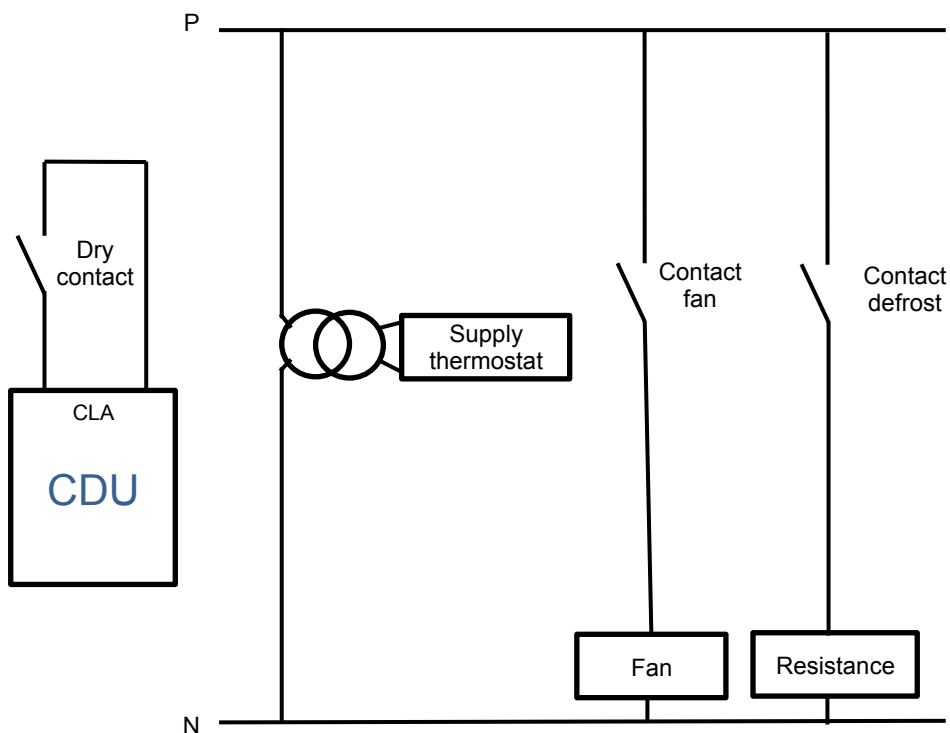 P
Dry
contact
Contact
fan
Contact
defrost
Supply
thermostat
CLA
CDU
Fan
Resistance
N